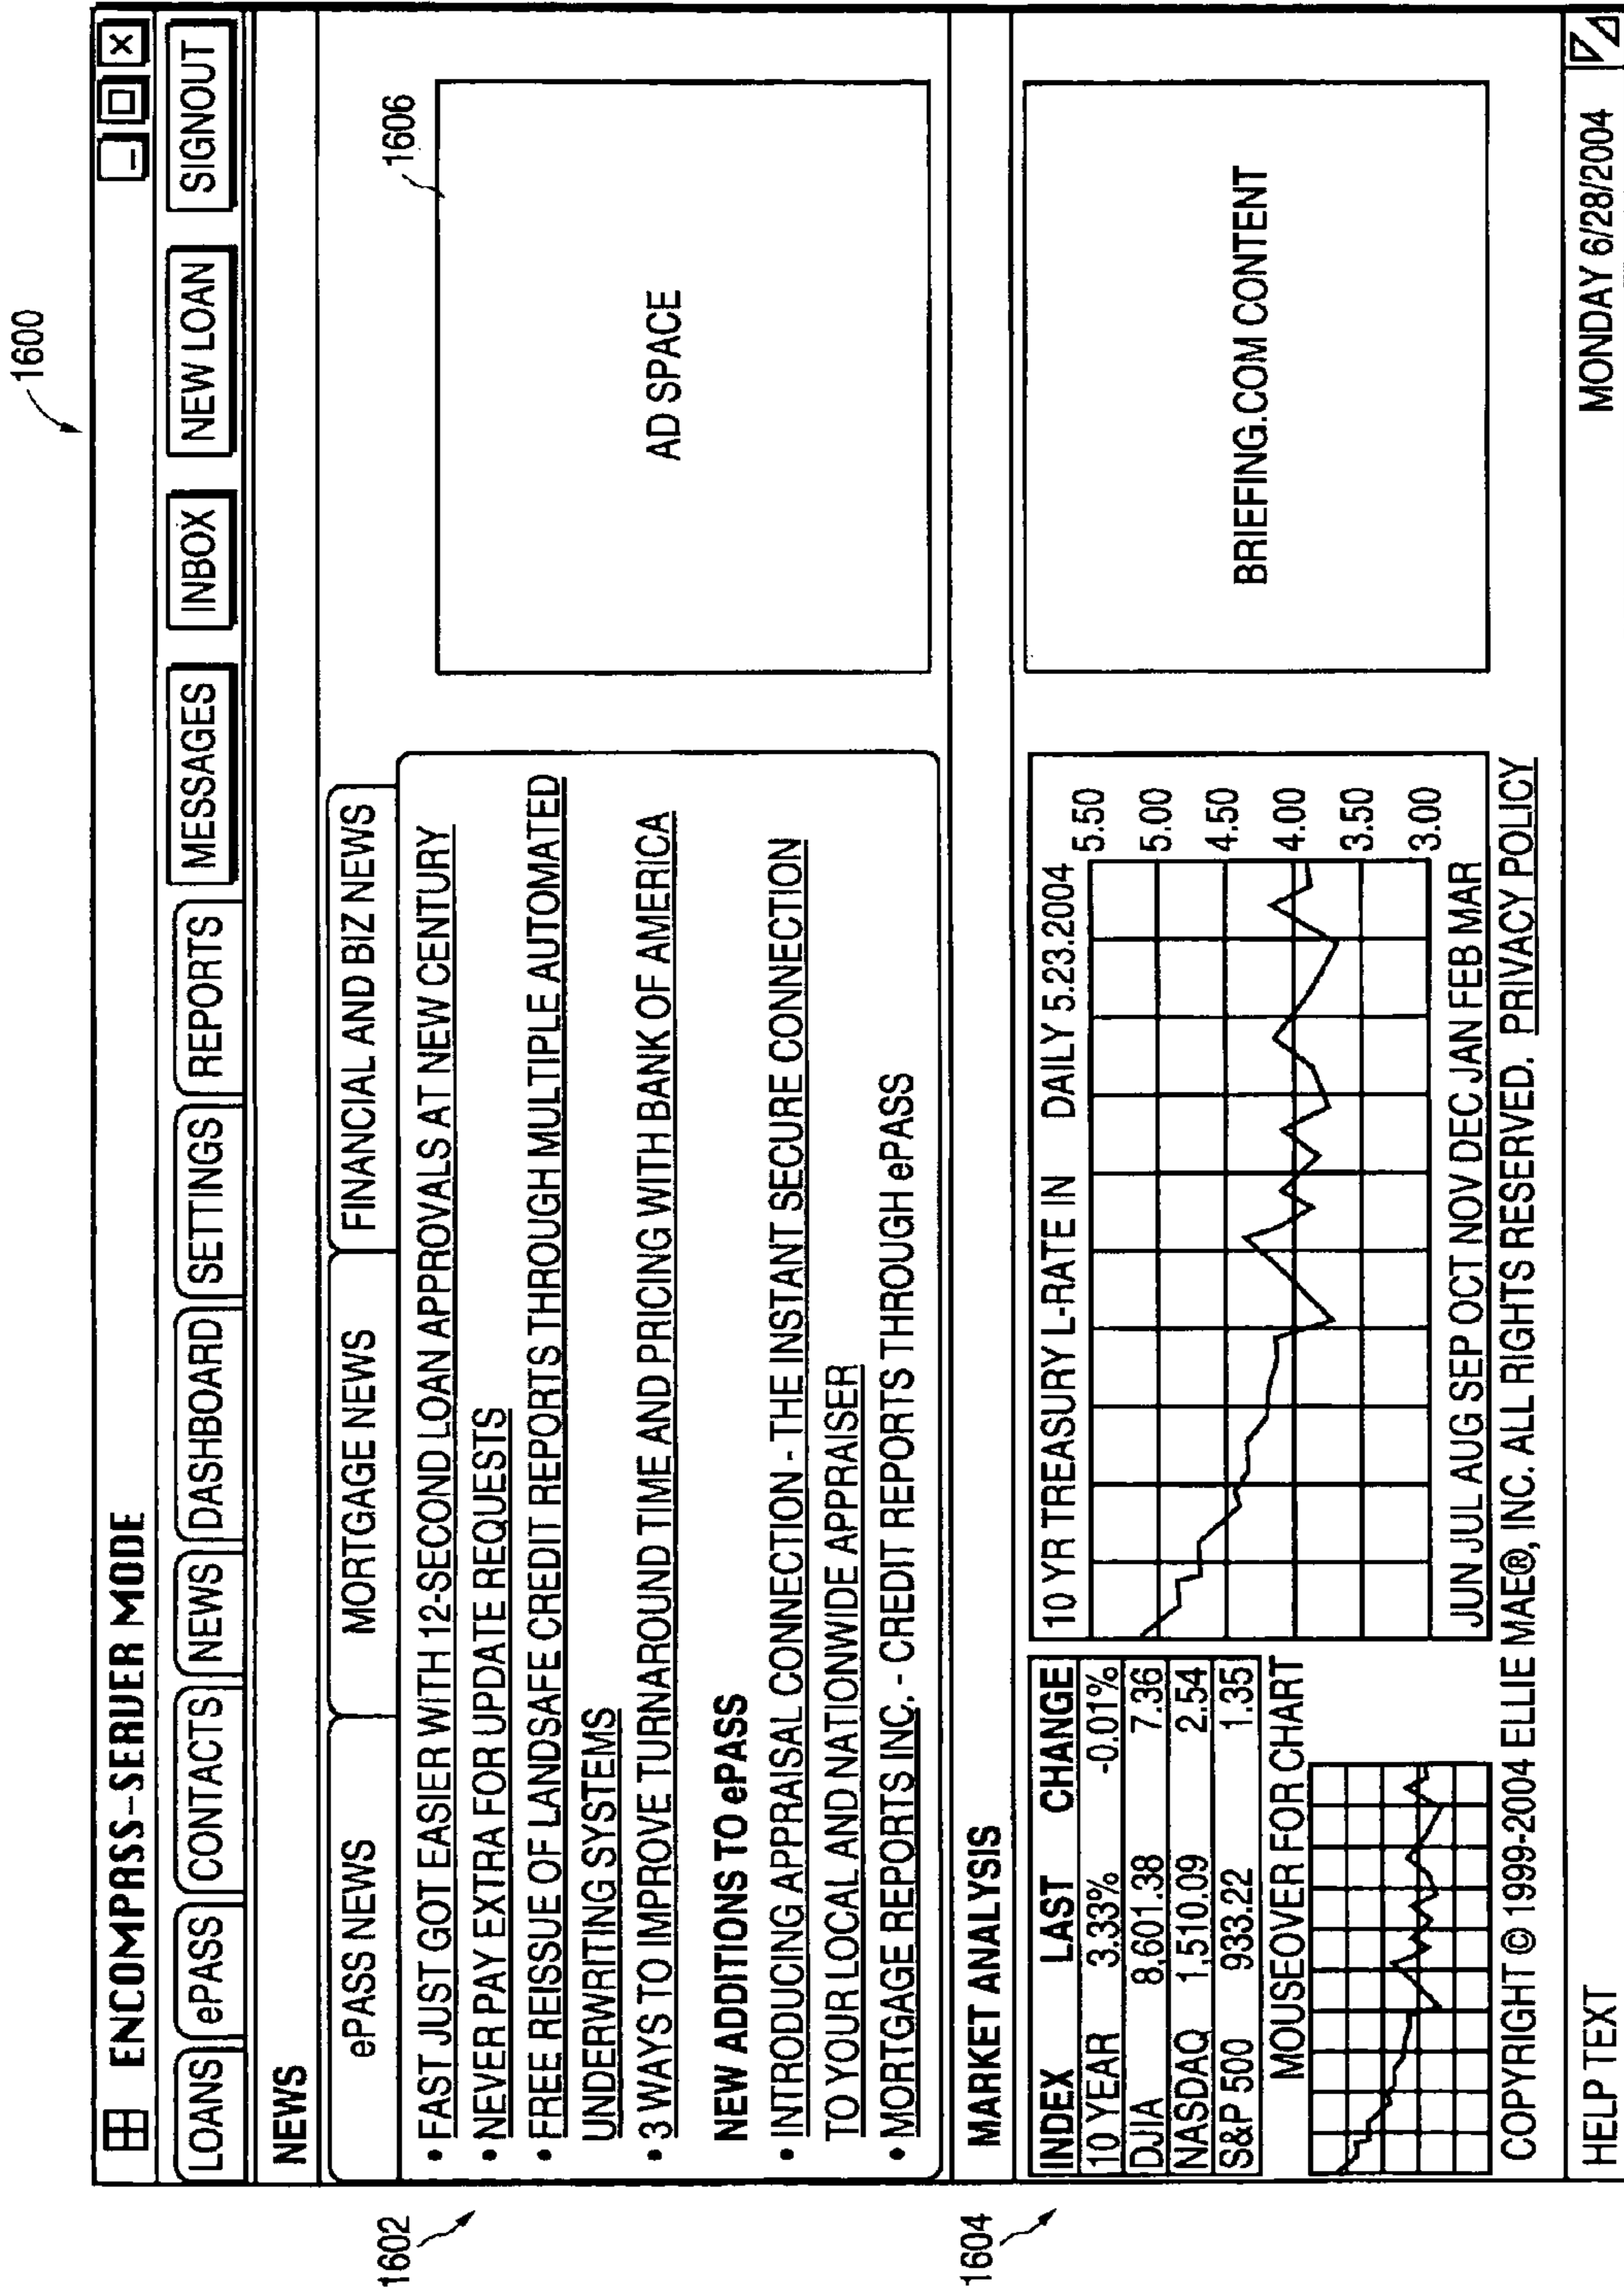 1600
ENCOMPASS-SERVER MODE
LOANS ePASS CONTACTS NEWS DASHBOARD SETTINGS REPORTS MESSAGES INBOX NEW LOAN SIGNOUT
NEWS
1602
ePASS NEWS MORTGAGE NEWS FINANCIAL AND BIZ NEWS
• FAST JUST GOT EASIER WITH 12-SECOND LOAN APPROVALS AT NEW CENTURY
• NEVER PAY EXTRA FOR UPDATE REQUESTS
• FREE REISSUE OF LANDSAFE CREDIT REPORTS THROUGH MULTIPLE AUTOMATED
UNDERWRITING SYSTEMS
• 3 WAYS TO IMPROVE TURNAROUND TIME AND PRICING WITH BANK OF AMERICA
NEW ADDITIONS TO ePASS
• INTRODUCING APPRAISAL CONNECTION - THE INSTANT SECURE CONNECTION
TO YOUR LOCAL AND NATIONWIDE APPRAISER
• MORTGAGE REPORTS INC. - CREDIT REPORTS THROUGH ePASS
1606
AD SPACE
1604
MARKET ANALYSIS
INDEX LAST CHANGE
10 YEAR 3.33% -0.01%
DJIA 8,601.38 7.36
NASDAQ 1,510.09 2.54
S&P 500 933.22 1.35
MOUSEOVER FOR CHART
10 YR TREASURY L-RATE IN DAILY 5.23.2004
5.50
5.00
4.50
4.00
3.50
3.00
JUN JUL AUG SEP OCT NOV DEC JAN FEB MAR
BRIEFING.COM CONTENT
COPYRIGHT © 1999-2004 ELLIE MAE®, INC. ALL RIGHTS RESERVED. PRIVACY POLICY
HELP TEXT MONDAY 6/28/2004